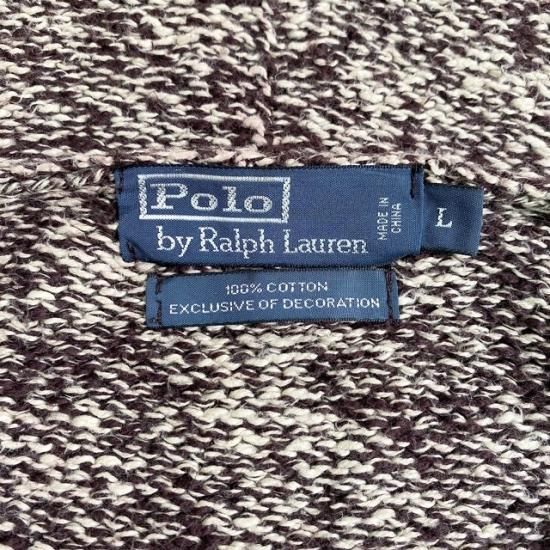 Polo
by Ralph Lauren
MADE IN
CHINA
L
100% COTTON
EXCLUSIVE OF DECORATION